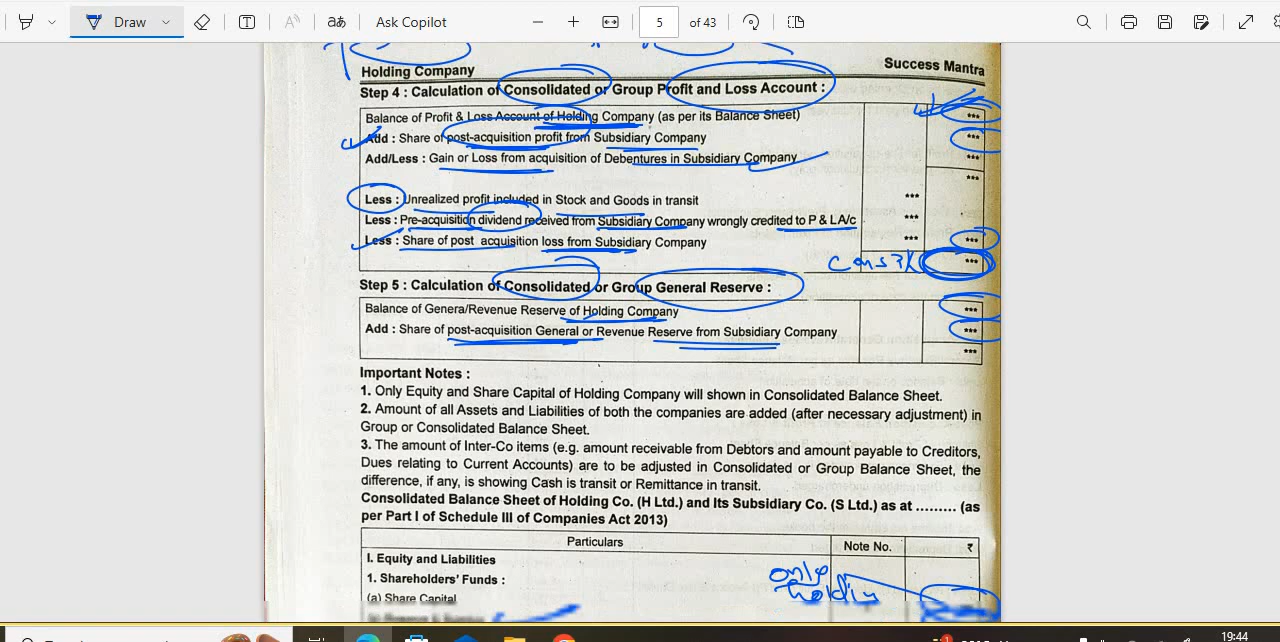 Draw
Ask Copilot
5 of 43
Holding Company
Success Mantra
Step 4 : Calculation of Consolidated or Group Profit and Loss Account :
Balance of Profit & Loss Account of Holding Company (as per its Balance Sheet) ***
Add : Share of post-acquisition profit from Subsidiary Company ***
Add/Less : Gain or Loss from acquisition of Debentures in Subsidiary Company ***
***
Less : Unrealized profit included in Stock and Goods in transit ***
Less : Pre-acquisition dividend received from Subsidiary Company wrongly credited to P & LA/c ***
Less : Share of post acquisition loss from Subsidiary Company *** ***
***
Step 5 : Calculation of Consolidated or Group General Reserve :
Balance of Genera/Revenue Reserve of Holding Company ***
Add : Share of post-acquisition General or Revenue Reserve from Subsidiary Company ***
***
Important Notes :
1. Only Equity and Share Capital of Holding Company will shown in Consolidated Balance Sheet.
2. Amount of all Assets and Liabilities of both the companies are added (after necessary adjustment) in
Group or Consolidated Balance Sheet.
3. The amount of Inter-Co items (e.g. amount receivable from Debtors and amount payable to Creditors,
Dues relating to Current Accounts) are to be adjusted in Consolidated or Group Balance Sheet, the
difference, if any, is showing Cash is transit or Remittance in transit.
Consolidated Balance Sheet of Holding Co. (H Ltd.) and Its Subsidiary Co. (S Ltd.) as at ......... (as
per Part I of Schedule III of Companies Act 2013)
Particulars Note No. ₹
I. Equity and Liabilities
1. Shareholders' Funds :
only
holdin
(a) Share Capital
19:44